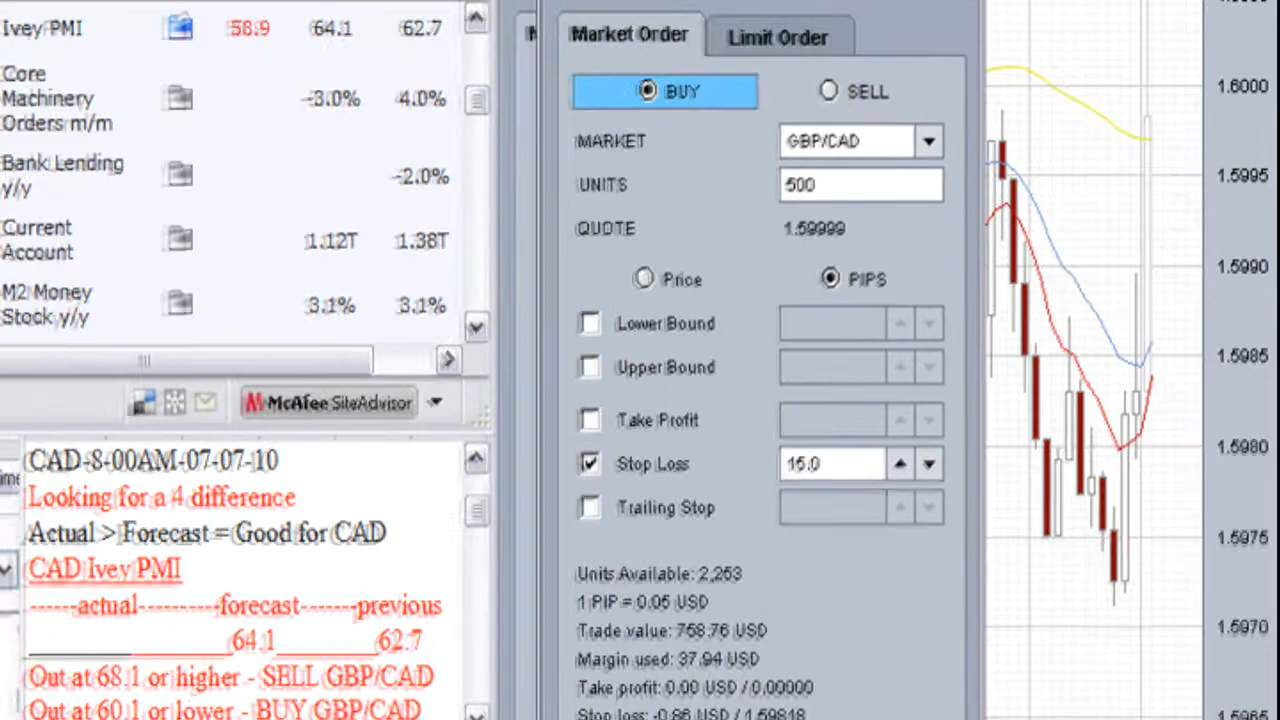 Ivey PMI 58.9 64.1 62.7
Core
Machinery -3.0% 4.0%
Orders m/m
Bank Lending -2.0%
y/y
Current 1.12T 1.38T
Account
M2 Money 3.1% 3.1%
Stock y/y
McAfee SiteAdvisor
CAD-8-00AM-07-07-10
Looking for a 4 difference
Actual > Forecast = Good for CAD
CAD Ivey PMI
------actual----------forecast-------previous
64.1 62.7
Out at 68.1 or higher - SELL GBP/CAD
Out at 60.1 or lower - BUY GBP/CAD
Market Order Limit Order
BUY SELL
MARKET GBP/CAD
UNITS 500
QUOTE 1.59999
Price PIPS
Lower Bound
Upper Bound
Take Profit
Stop Loss 15.0
Trailing Stop
Units Available: 2,253
1 PIP = 0.05 USD
Trade value: 758.76 USD
Margin used: 37.94 USD
Take profit: 0.00 USD / 0.00000
Stop loss: -0.86 USD / 1.59818
1.6000
1.5995
1.5990
1.5985
1.5980
1.5975
1.5970
1.5965